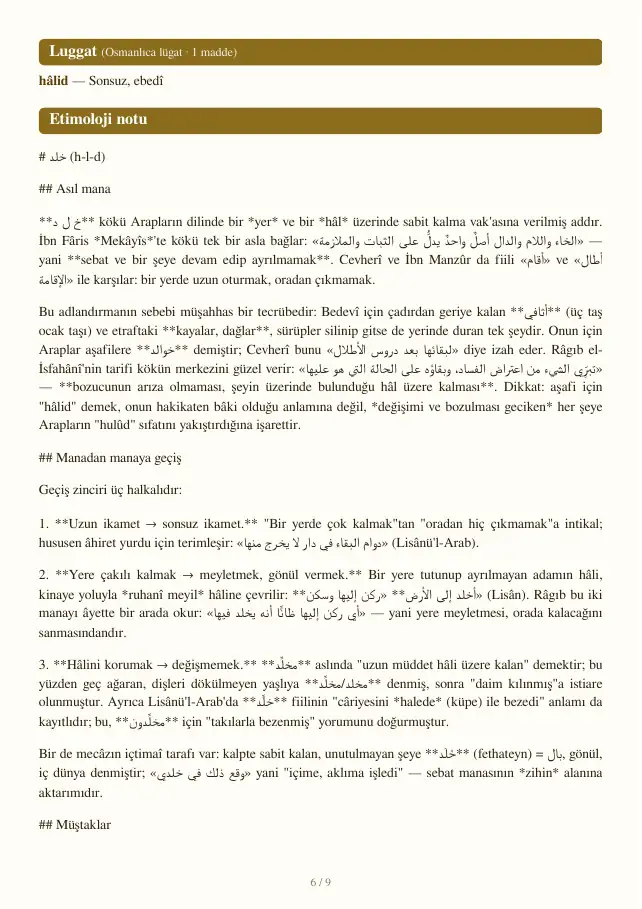 Luggat (Osmanlıca lügat · 1 madde)
hâlid — Sonsuz, ebedî
Etimoloji notu
# خلد (h-l-d)
## Asıl mana
**خ ل د** kökü Arapların dilinde bir *yer* ve bir *hâl* üzerinde sabit kalma vak'asına verilmiş addır.
İbn Fâris *Mekâyîs*'te kökü tek bir asla bağlar: «الخاء واللام والدال أصلٌ واحدٌ يدلُّ على الثبات والملازمة» —
yani **sebat ve bir şeye devam edip ayrılmamak**. Cevherî ve İbn Manzûr da fiili «أقام» ve «أطال
الإقامة» ile karşılar: bir yerde uzun oturmak, oradan çıkmamak.
Bu adlandırmanın sebebi müşahhas bir tecrübedir: Bedevî için çadırdan geriye kalan **أثافي** (üç taş
ocak taşı) ve etraftaki **kayalar, dağlar**, sürüpler silinip gitse de yerinde duran tek şeydir. Onun için
Araplar aşafilere **خوالد** demiştir; Cevherî bunu «لبقائها بعد دروس الأطلال» diye izah eder. Râgıb el-
İsfahânî'nin tarifi kökün merkezini güzel verir: «تبرّي الشيء من اعتراض الفساد، وبقاؤه على الحالة التي هو عليها»
— **bozucunun arıza olmaması, şeyin üzerinde bulunduğu hâl üzere kalması**. Dikkat: aşafi için
"hâlid" demek, onun hakikaten bâki olduğu anlamına değil, *değişimi ve bozulması geciken* her şeye
Arapların "hulûd" sıfatını yakıştırdığına işarettir.
## Manadan manaya geçiş
Geçiş zinciri üç halkalıdır:
1. **Uzun ikamet → sonsuz ikamet.** "Bir yerde çok kalmak"tan "oradan hiç çıkmamak"a intikal;
hususen âhiret yurdu için terimleşir: «دوام البقاء في دار لا يخرج منها» (Lisânü'l-Arab).
2. **Yere çakılı kalmak → meyletmek, gönül vermek.** Bir yere tutunup ayrılmayan adamın hâli,
kinaye yoluyla *ruhanî meyil* hâline çevrilir: **أخلد إلى الأرض** «ركن إليها وسكن» (Lisân). Râgıb bu iki
manayı âyette bir arada okur: «أي ركن إليها ظانًّا أنه يخلد فيها» — yani yere meyletmesi, orada kalacağını
sanmasındandır.
3. **Hâlini korumak → değişmemek.** **مخلَّد** aslında "uzun müddet hâli üzere kalan" demektir; bu
yüzden geç ağaran, dişleri dökülmeyen yaşlıya **مخلد/مخلَّد** denmiş, sonra "daim kılınmış"a istiare
olunmuştur. Ayrıca Lisânü'l-Arab'da **خلَّد** fiilinin "câriyesini *halede* (küpe) ile bezedi" anlamı da
kayıtlıdır; bu, **مخلَّدون** için "takılarla bezenmiş" yorumunu doğurmuştur.
Bir de mecâzın içtimaî tarafı var: kalpte sabit kalan, unutulmayan şeye **خَلَد** (fethateyn) = بال, gönül,
iç dünya denmiştir; «وقع ذلك في خلدي» yani "içime, aklıma işledi" — sebat manasının *zihin* alanına
aktarımıdır.
## Müştaklar
6 / 9